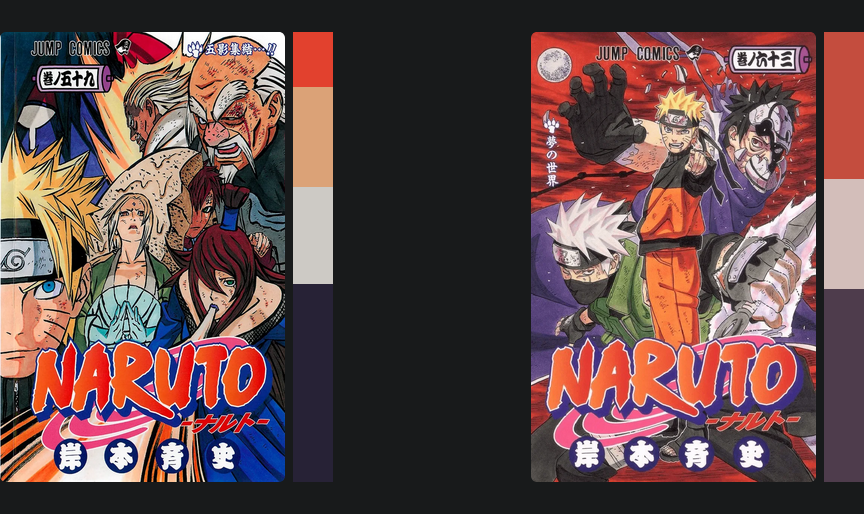 JUMP COMICS
五影集結…!!
巻ノ五十九
NARUTO
-ナルト-
岸本斉史
JUMP COMICS
巻ノ六十三
夢の世界
NARUTO
-ナルト-
岸本斉史